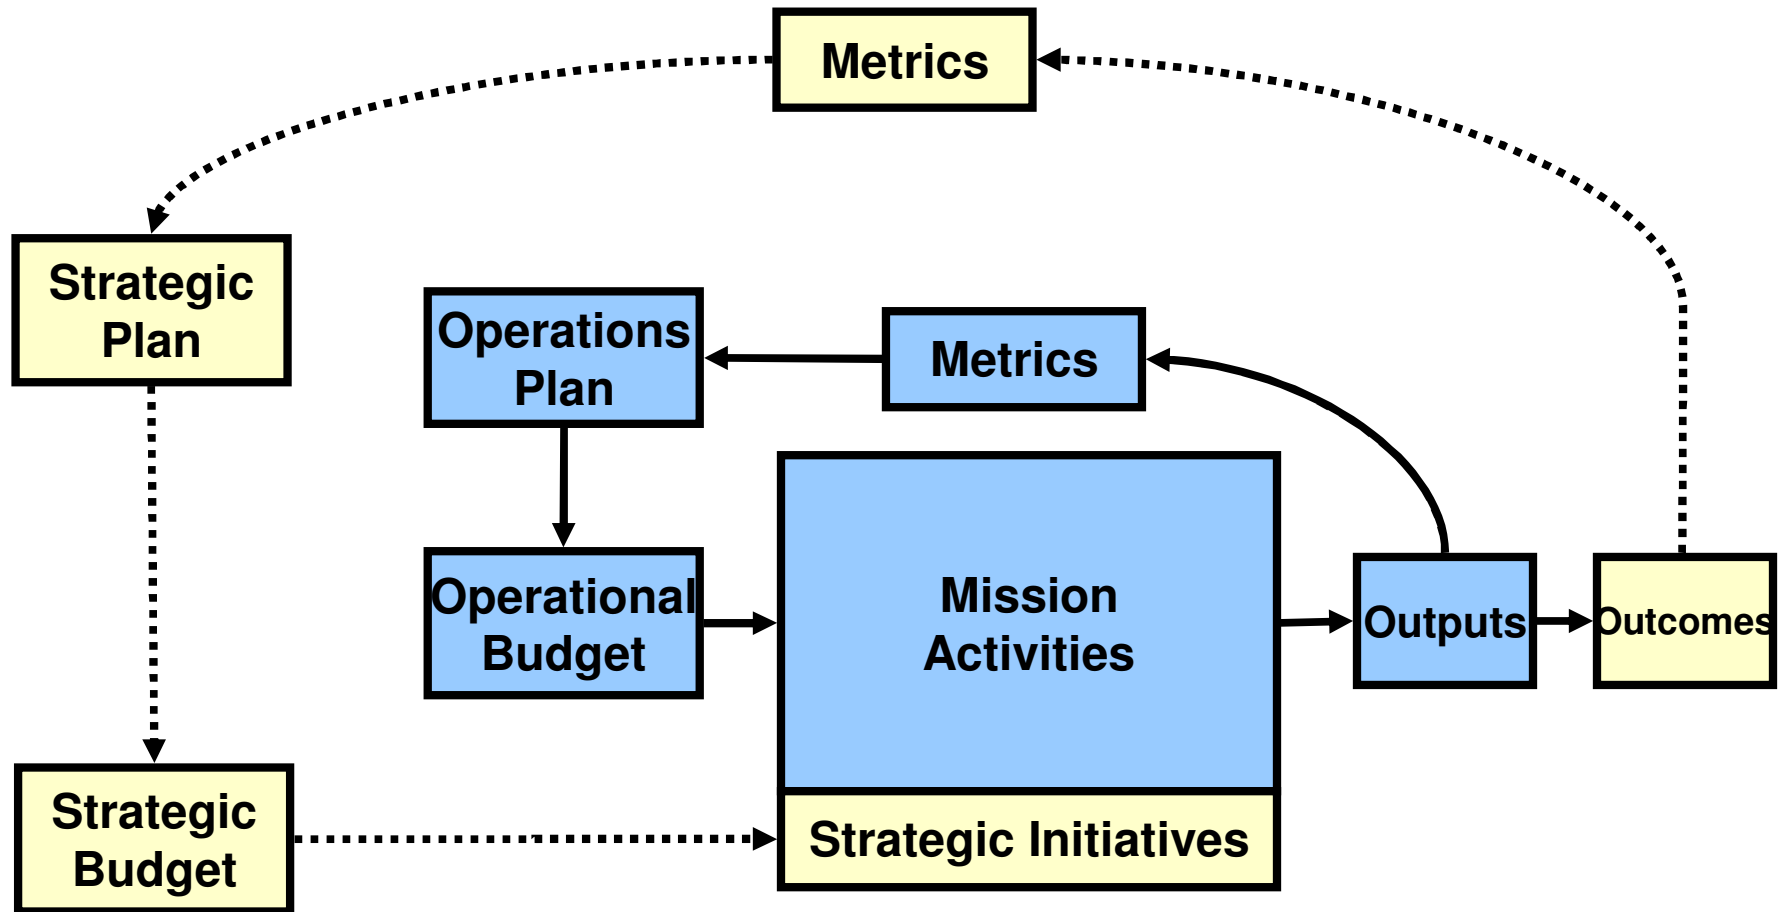 Metrics
Strategic
Plan
Operations
Plan
Metrics
Operational
Budget
Mission
Activities
Outputs
Outcomes
Strategic
Budget
Strategic Initiatives